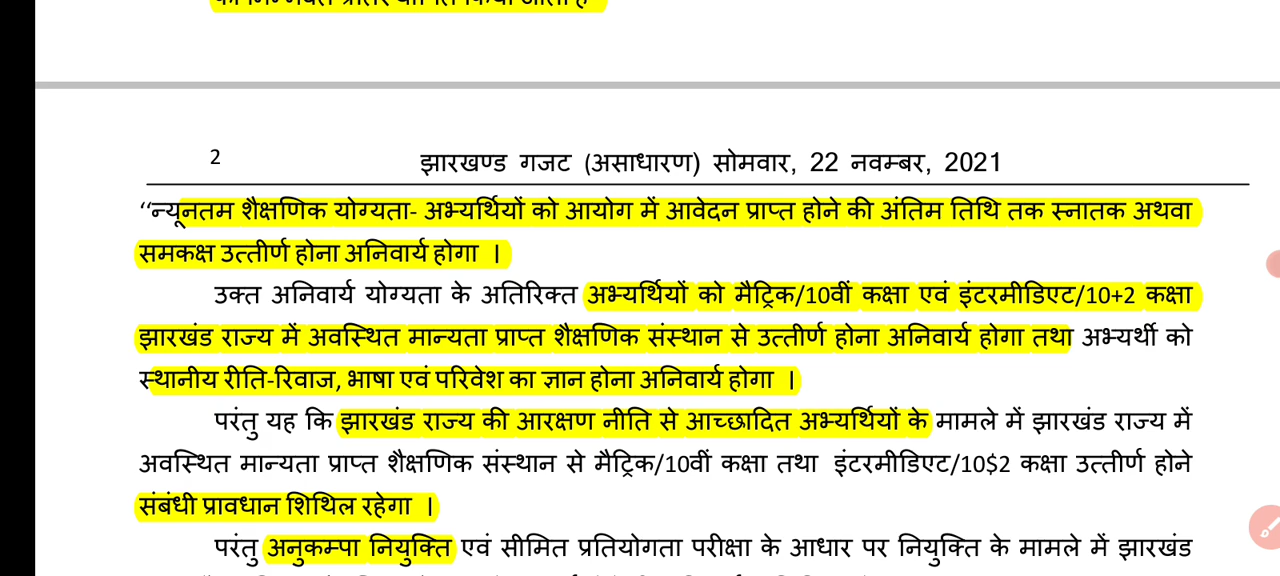 2
झारखण्ड गजट (असाधारण) सोमवार, 22 नवम्बर, 2021
‘‘न्यूनतम शैक्षणिक योग्यता- अभ्यर्थियों को आयोग में आवेदन प्राप्त होने की अंतिम तिथि तक स्नातक अथवा
समकक्ष उत्तीर्ण होना अनिवार्य होगा ।
उक्त अनिवार्य योग्यता के अतिरिक्त अभ्यर्थियों को मैट्रिक/10वीं कक्षा एवं इंटरमीडिएट/10+2 कक्षा
झारखंड राज्य में अवस्थित मान्यता प्राप्त शैक्षणिक संस्थान से उत्तीर्ण होना अनिवार्य होगा तथा अभ्यर्थी को
स्थानीय रीति-रिवाज, भाषा एवं परिवेश का ज्ञान होना अनिवार्य होगा ।
परंतु यह कि झारखंड राज्य की आरक्षण नीति से आच्छादित अभ्यर्थियों के मामले में झारखंड राज्य में
अवस्थित मान्यता प्राप्त शैक्षणिक संस्थान से मैट्रिक/10वीं कक्षा तथा इंटरमीडिएट/10$2 कक्षा उत्तीर्ण होने
संबंधी प्रावधान शिथिल रहेगा ।
परंतु अनुकम्पा नियुक्ति एवं सीमित प्रतियोगता परीक्षा के आधार पर नियुक्ति के मामले में झारखंड